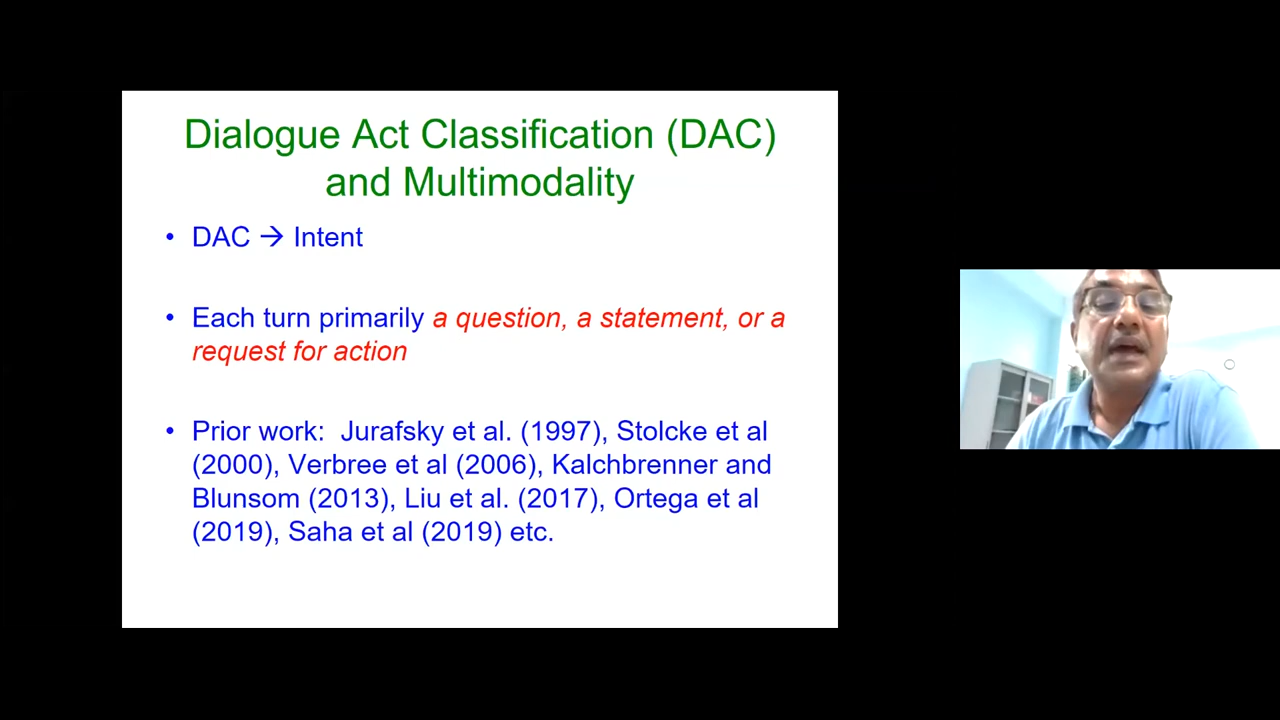 Dialogue Act Classification (DAC)
and Multimodality
• DAC → Intent
• Each turn primarily a question, a statement, or a
request for action
• Prior work: Jurafsky et al. (1997), Stolcke et al
(2000), Verbree et al (2006), Kalchbrenner and
Blunsom (2013), Liu et al. (2017), Ortega et al
(2019), Saha et al (2019) etc.